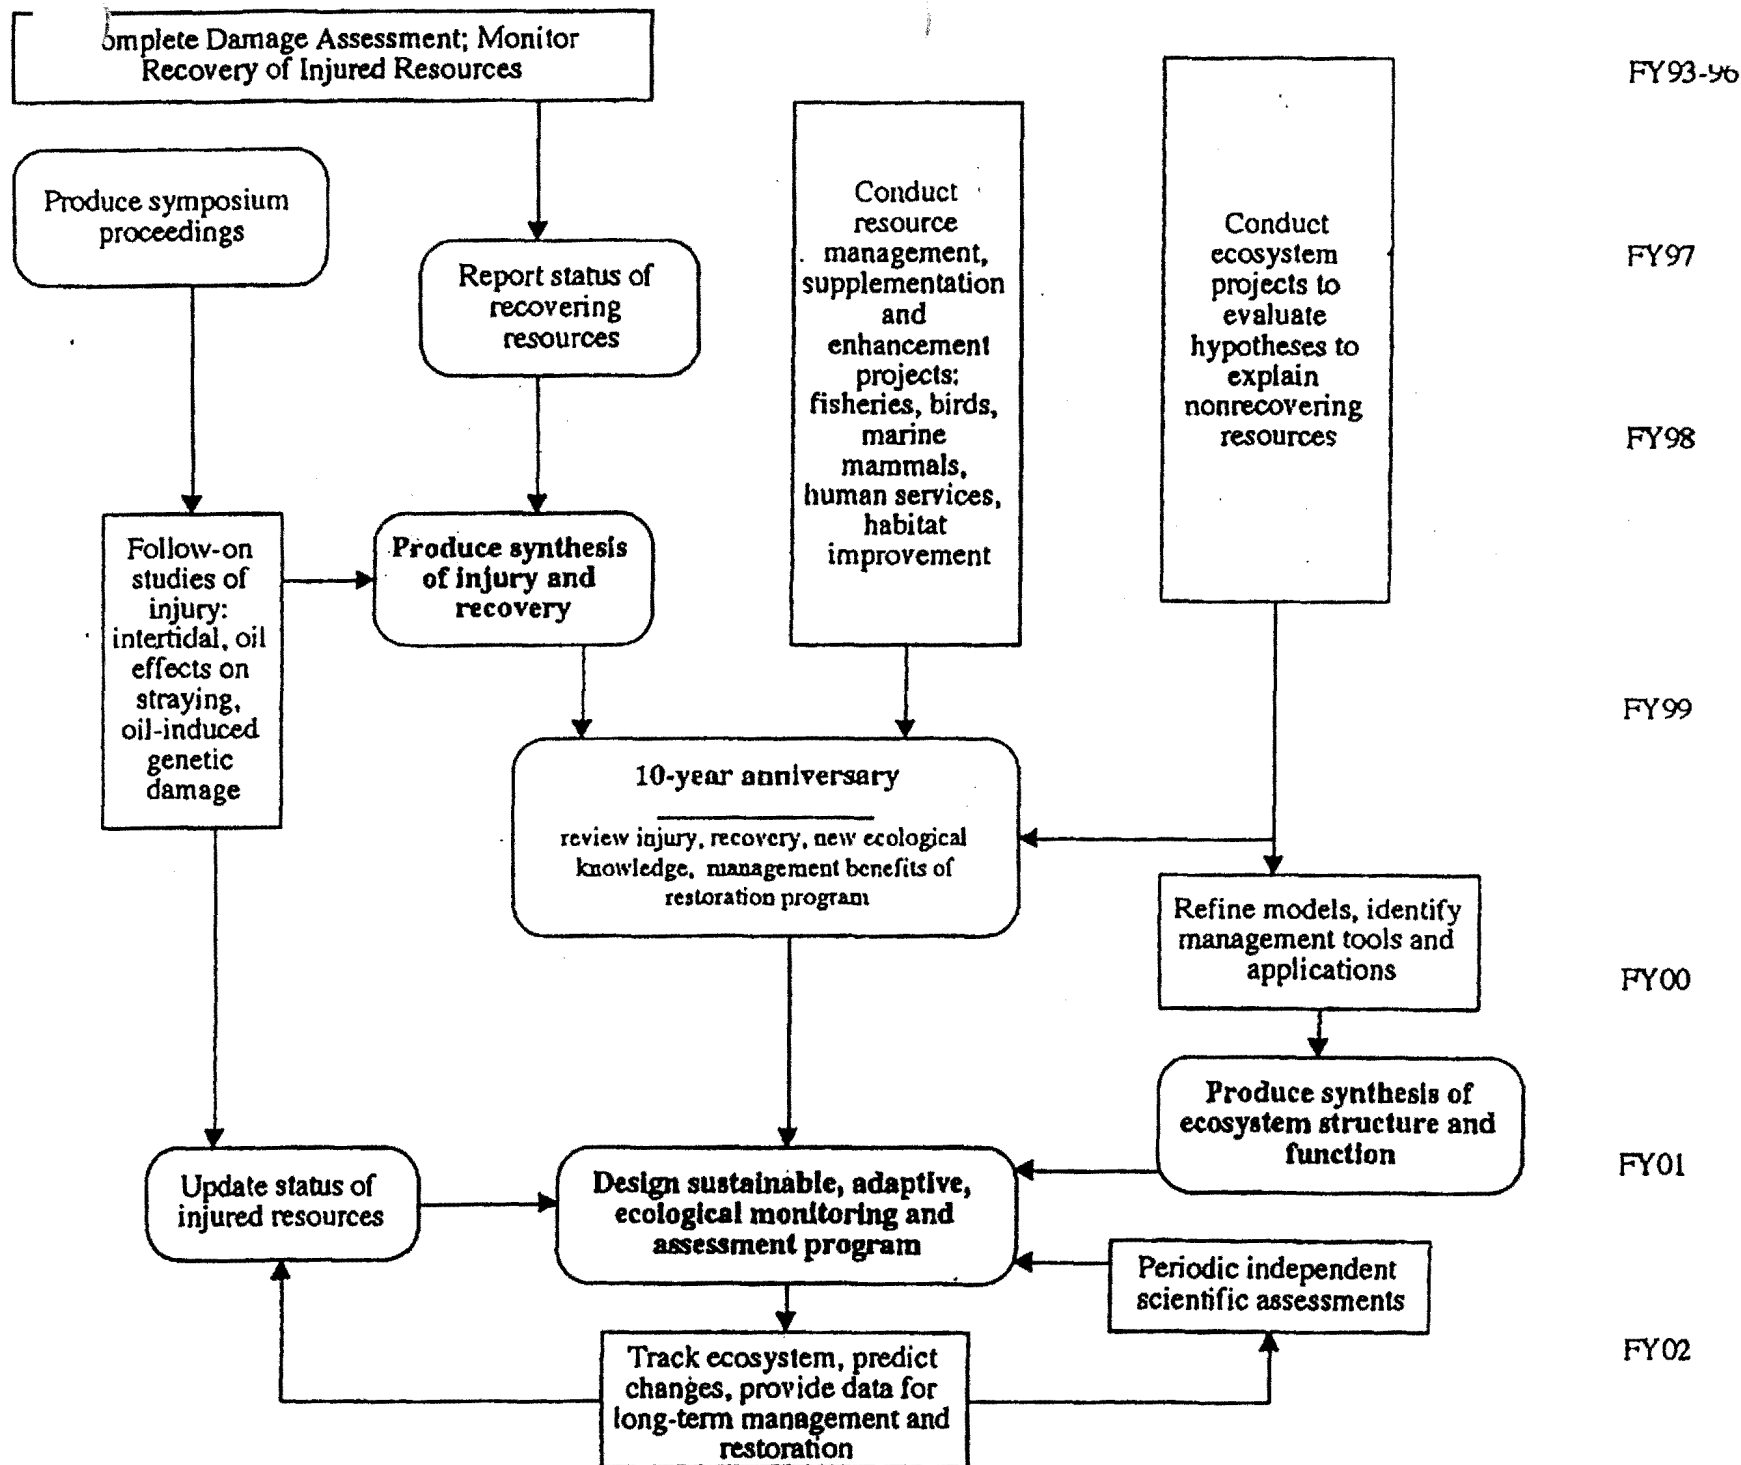 omplete Damage Assessment; Monitor
Recovery of Injured Resources
FY93-96
Produce symposium
proceedings
Report status of
recovering
resources
Conduct
resource
management,
supplementation
and
enhancement
projects:
fisheries, birds,
marine
mammals,
human services,
habitat
improvement
Conduct
ecosystem
projects to
evaluate
hypotheses to
explain
nonrecovering
resources
FY97
FY98
Follow-on
studies of
injury:
intertidal, oil
effects on
straying,
oil-induced
genetic
damage
Produce synthesis
of injury and
recovery
FY99
10-year anniversary
review injury, recovery, new ecological
knowledge, management benefits of
restoration program
Refine models, identify
management tools and
applications
FY00
Produce synthesis of
ecosystem structure and
function
FY01
Update status of
injured resources
Design sustainable, adaptive,
ecological monitoring and
assessment program
Periodic independent
scientific assessments
FY02
Track ecosystem, predict
changes, provide data for
long-term management and
restoration